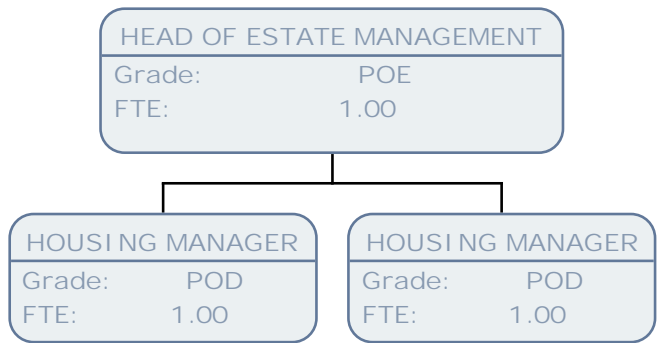 HEAD OF ESTATE MANAGEMENT
Grade: POE
FTE: 1.00
HOUSING MANAGER
Grade: POD
FTE: 1.00
HOUSING MANAGER
Grade: POD
FTE: 1.00